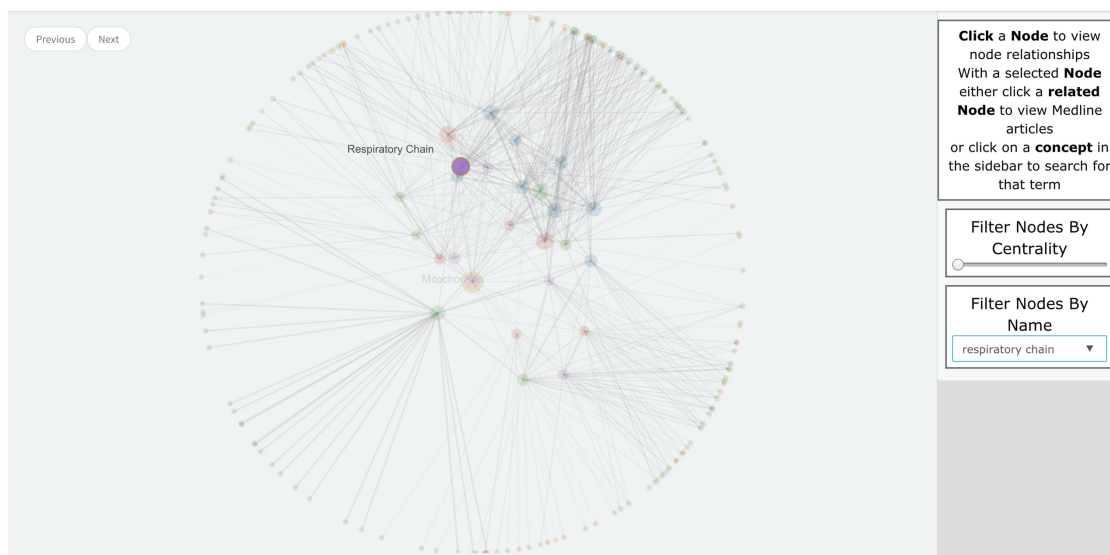 Previous
Next
Respiratory Chain
Click a Node to view
node relationships
With a selected Node
either click a related
Node to view Medline
articles
or click on a concept in
the sidebar to search for
that term
Filter Nodes By
Centrality
Filter Nodes By
Name
respiratory chain